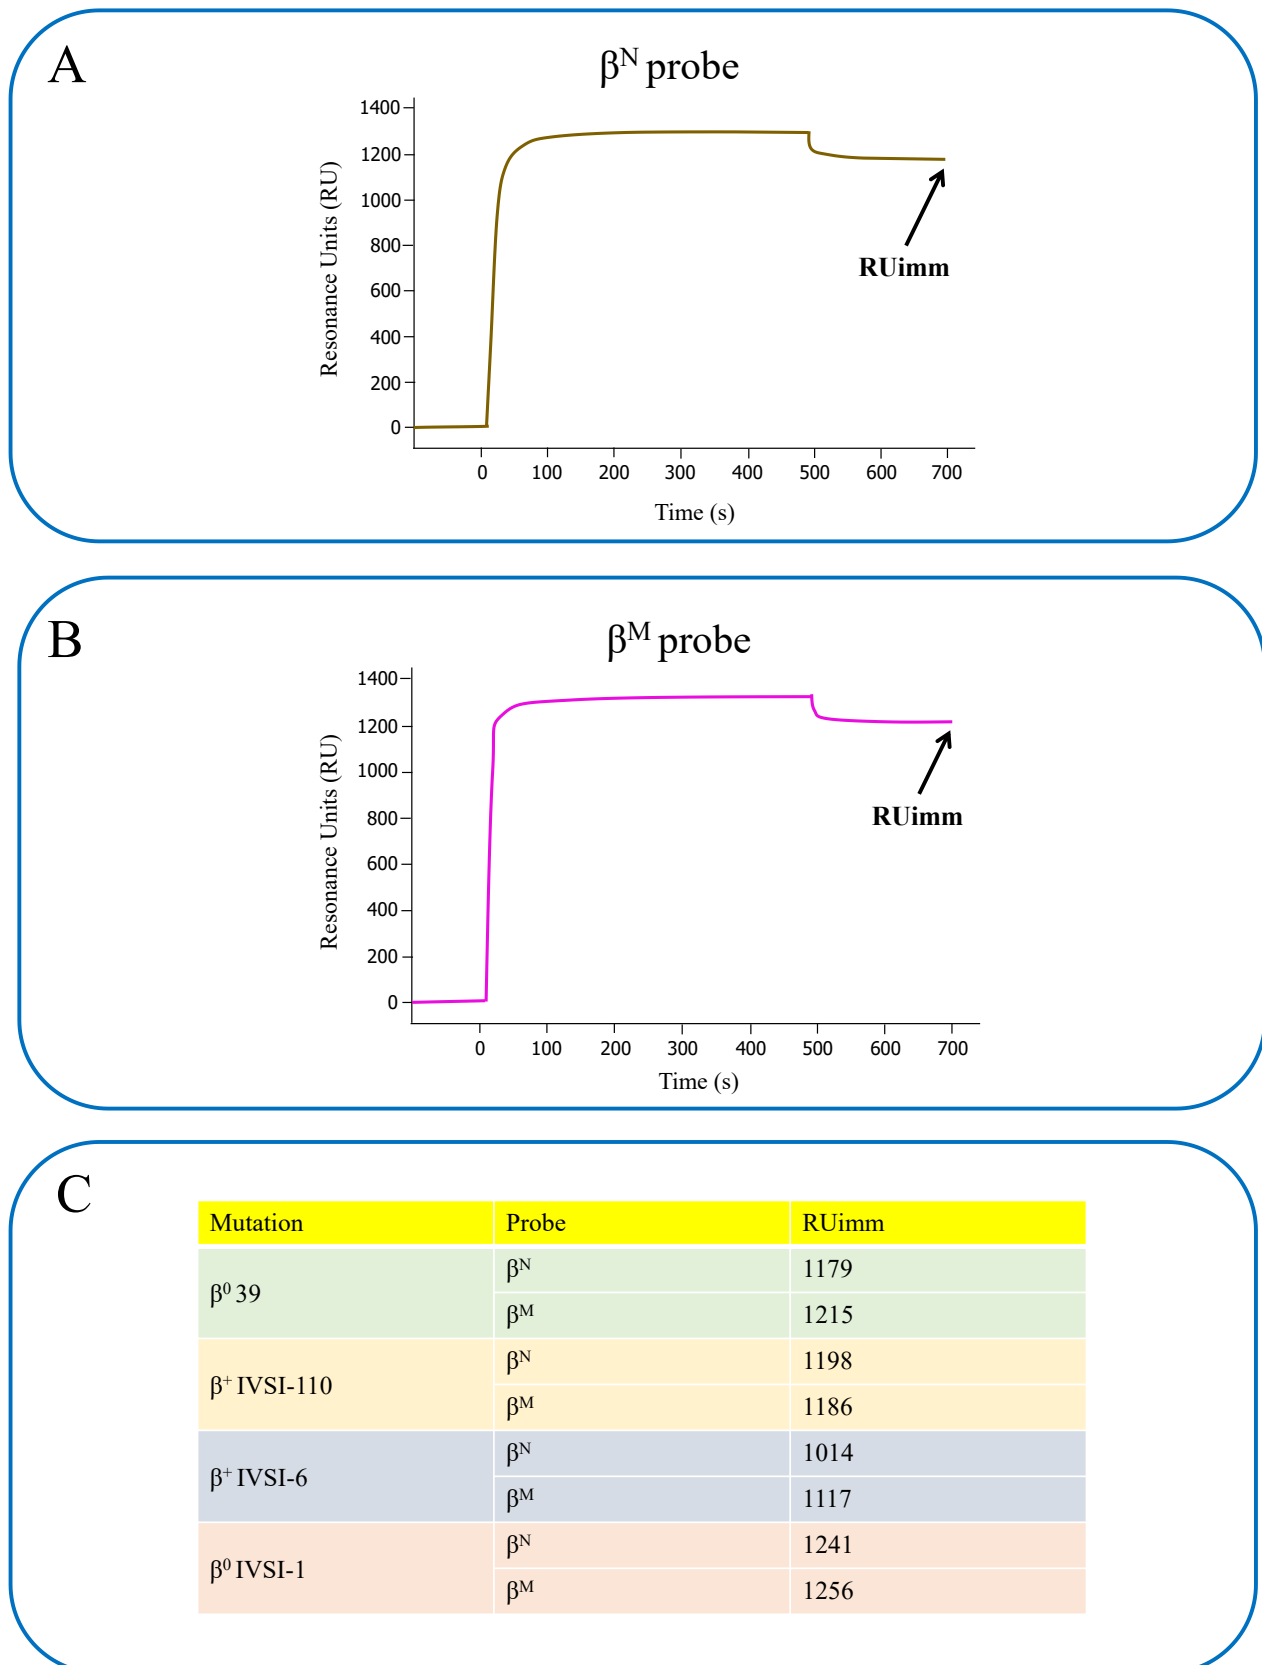 A
βᴺ probe
1400
1200
1000
800
600
400
200
0
Resonance Units (RU)
RUimm
0 100 200 300 400 500 600 700
Time (s)
B
βᴹ probe
1400
1200
1000
800
600
400
200
0
Resonance Units (RU)
RUimm
0 100 200 300 400 500 600 700
Time (s)
C
Mutation Probe RUimm
β⁰ 39
βᴺ 1179
βᴹ 1215
β⁺ IVSI-110
βᴺ 1198
βᴹ 1186
β⁺ IVSI-6
βᴺ 1014
βᴹ 1117
β⁰ IVSI-1
βᴺ 1241
βᴹ 1256